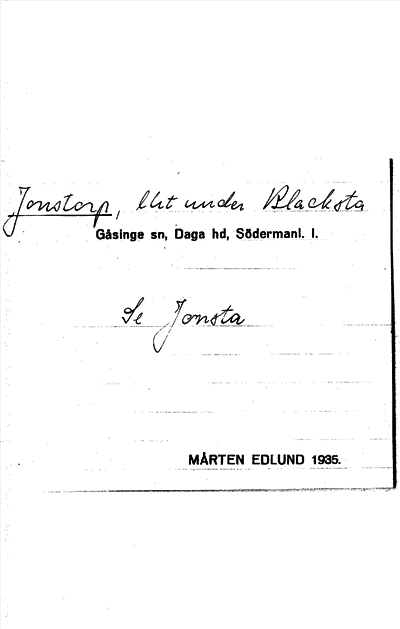 Jonstorp, lht under Blacksta
Gåsinge sn, Daga hd, Södermanl. l.
Se Jonsta
MÅRTEN EDLUND 1935.